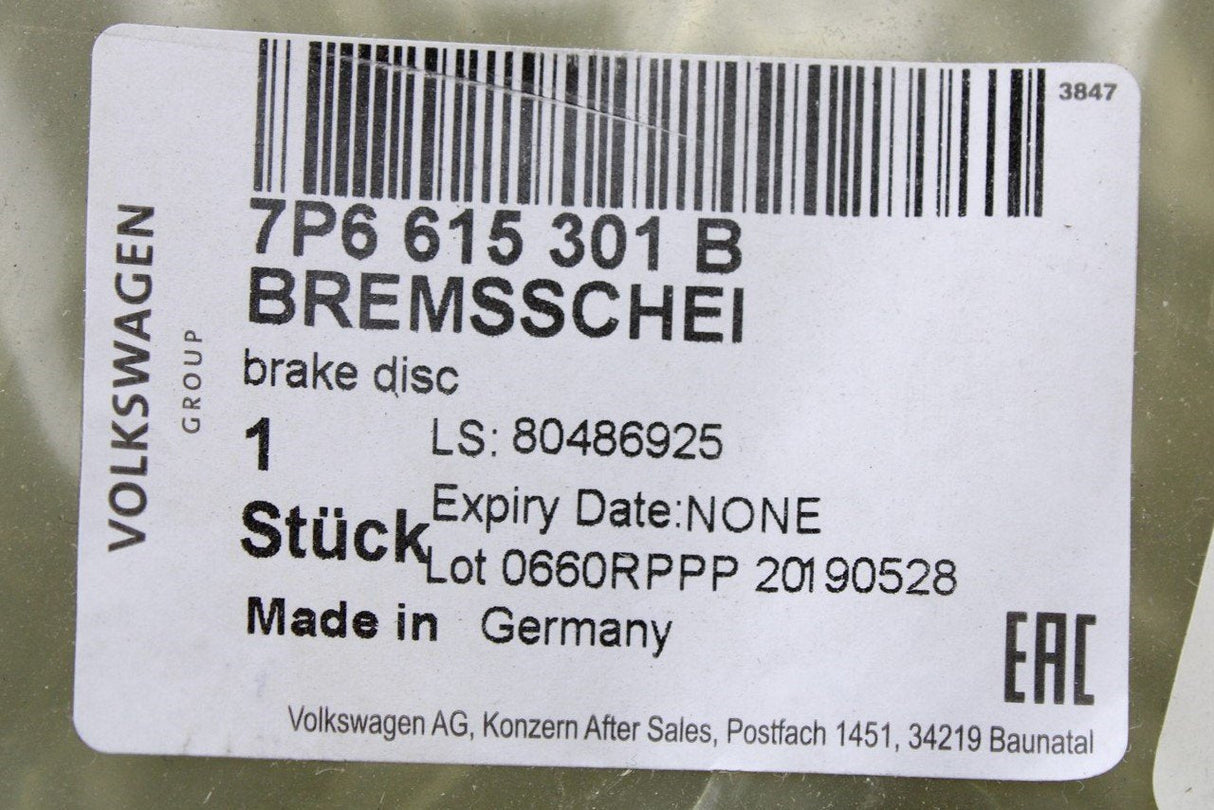 3847
7P6 615 301 B
BREMSSCHEI
brake disc
1 LS: 80486925
Expiry Date:NONE
Stück
Lot 0660RPPP 20190528
Made in Germany
EAC
Volkswagen AG, Konzern After Sales, Postfach 1451, 34219 Baunatal
VOLKSWAGEN
GROUP